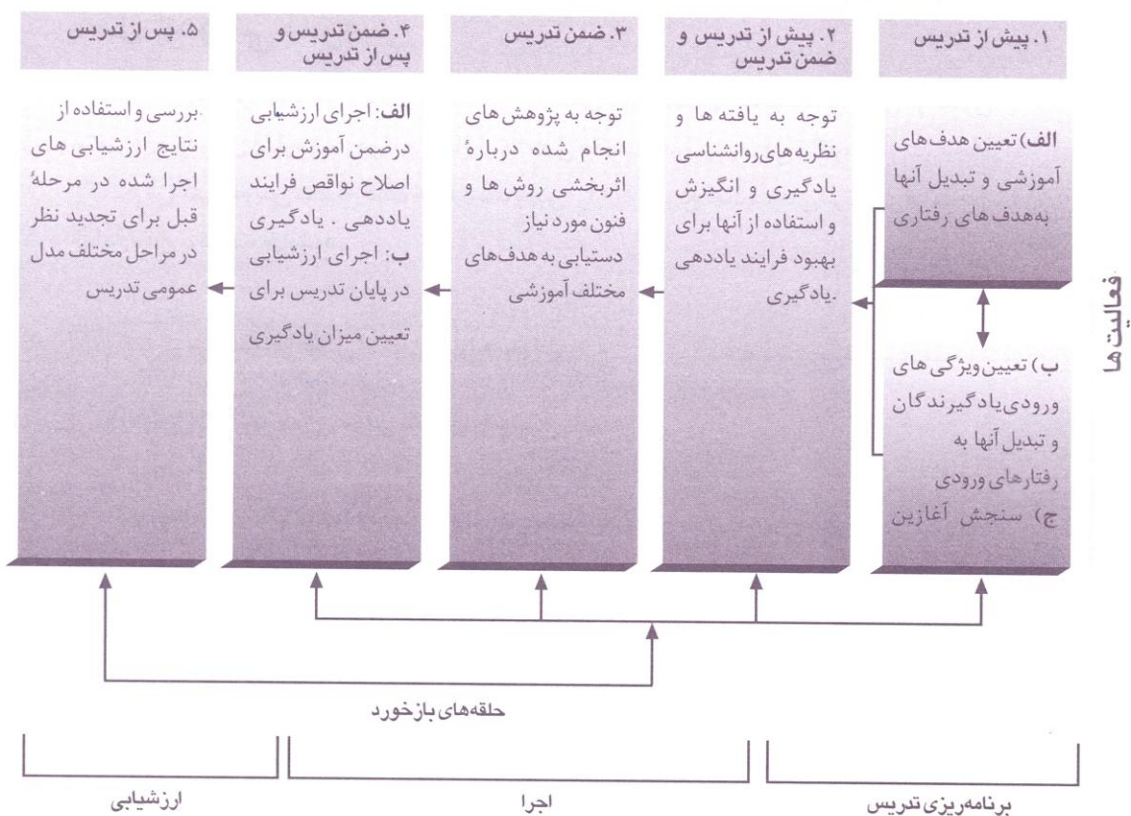 ۱. پیش از تدریس
الف) تعیین هدف‌های
آموزشی و تبدیل آنها
به‌هدف‌های رفتاری
ب) تعیین ویژگی های
ورودی یادگیرندگان
و تبدیل آنها به
رفتارهای ورودی
ج) سنجش آغازین
۲. پیش از تدریس و
ضمن تدریس
توجه به یافته ها و
نظریه‌های روانشناسی
یادگیری و انگیزش
و استفاده از آنها برای
بهبود فرایند یاددهی
.یادگیری
۳. ضمن تدریس
توجه به پژوهش‌های
انجام شده دربارهٔ
اثربخشی روش ها و
فنون مورد نیاز
دستیابی به هدف‌های
مختلف آموزشی
۴. ضمن تدریس و
پس از تدریس
الف: اجرای ارزشیابی
درضمن آموزش برای
اصلاح نواقص فرایند
یاددهی . یادگیری
ب: اجرای ارزشیابی
در پایان تدریس برای
تعیین میزان یادگیری
۵. پس از تدریس
بررسی و استفاده از
نتایج ارزشیابی های
اجرا شده در مرحلهٔ
قبل برای تجدید نظر
در مراحل مختلف مدل
عمومی تدریس
فعالیت‌ها
حلقه‌های بازخورد
برنامه‌ریزی تدریس
اجرا
ارزشیابی